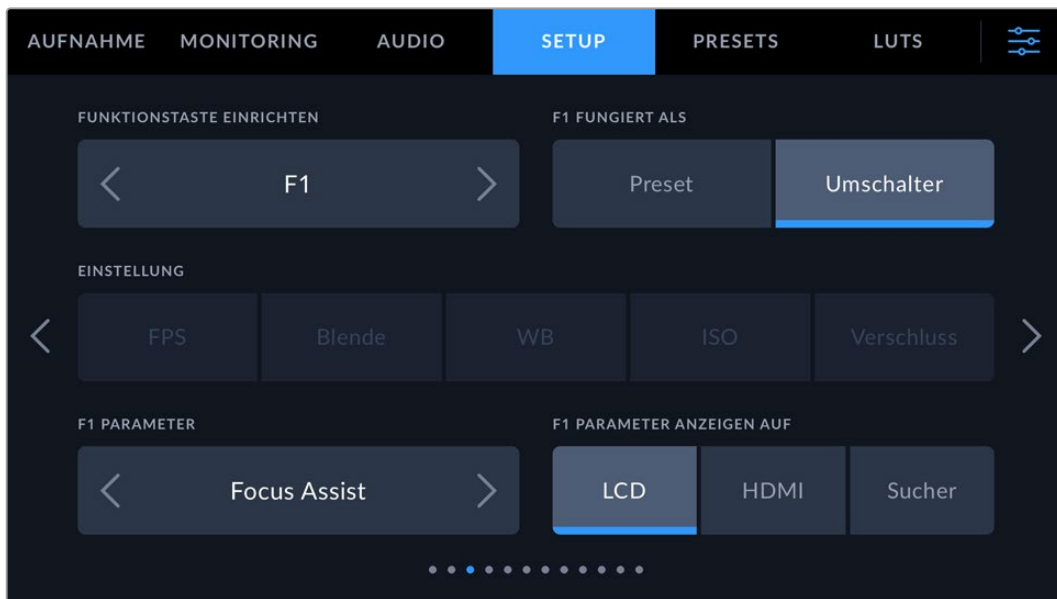 AUFNAHME MONITORING AUDIO SETUP PRESETS LUTS
FUNKTIONSTASTE EINRICHTEN F1 FUNGIERT ALS
F1 Preset Umschalter
EINSTELLUNG
FPS Blende WB ISO Verschluss
F1 PARAMETER F1 PARAMETER ANZEIGEN AUF
Focus Assist LCD HDMI Sucher